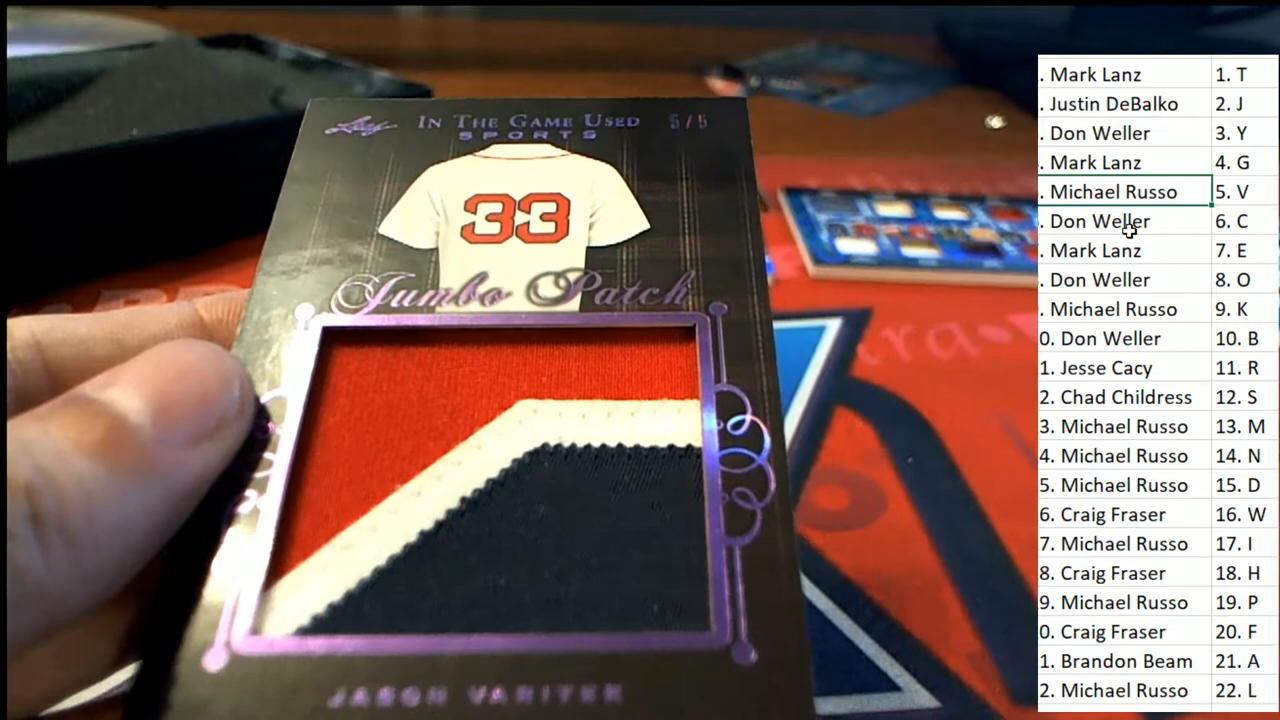 Leaf IN THE GAME USED 5/5
SPORTS
33
Jumbo Patch
JASON VARITEK
. Mark Lanz 1. T
. Justin DeBalko 2. J
. Don Weller 3. Y
. Mark Lanz 4. G
. Michael Russo 5. V
. Don Weller 6. C
. Mark Lanz 7. E
. Don Weller 8. O
. Michael Russo 9. K
0. Don Weller 10. B
1. Jesse Cacy 11. R
2. Chad Childress 12. S
3. Michael Russo 13. M
4. Michael Russo 14. N
5. Michael Russo 15. D
6. Craig Fraser 16. W
7. Michael Russo 17. I
8. Craig Fraser 18. H
9. Michael Russo 19. P
0. Craig Fraser 20. F
1. Brandon Beam 21. A
2. Michael Russo 22. L